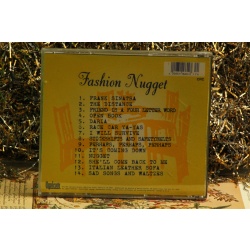 Fashion Nugget
1. FRANK SINATRA
2. THE DISTANCE
3. FRIEND IS A FOUR LETTER WORD
4. OPEN BOOK
5. DARIA
6. RACE CAR YA-YAS
7. I WILL SURVIVE
8. STICKSHIFTS AND SAFETYBELTS
9. PERHAPS, PERHAPS, PERHAPS
10. IT'S COMING DOWN
11. NUGGET
12. SHE'LL COME BACK TO ME
13. ITALIAN LEATHER SOFA
14. SAD SONGS AND WALTZES